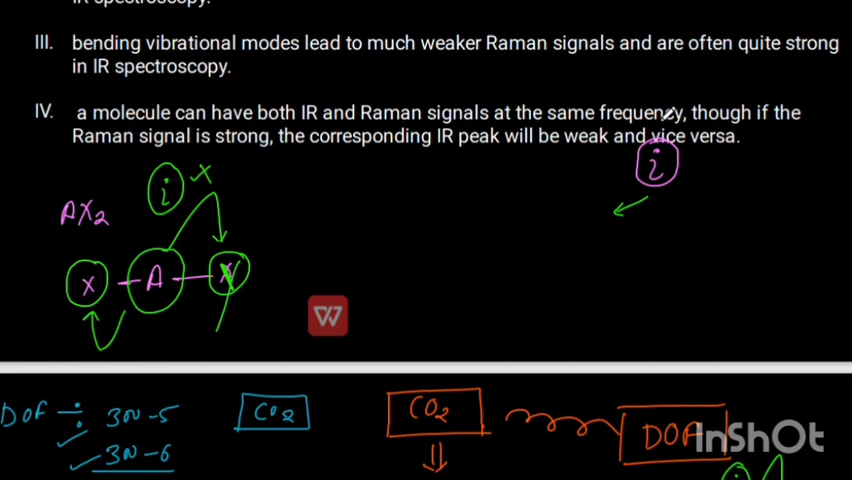 IR spectroscopy.
III. bending vibrational modes lead to much weaker Raman signals and are often quite strong
in IR spectroscopy.
IV. a molecule can have both IR and Raman signals at the same frequency, though if the
Raman signal is strong, the corresponding IR peak will be weak and vice versa.
i x
i
AX2
X - A - X
DOF ÷ 3N-5
3N-6
CO2
CO2
DOF
InShOt
i